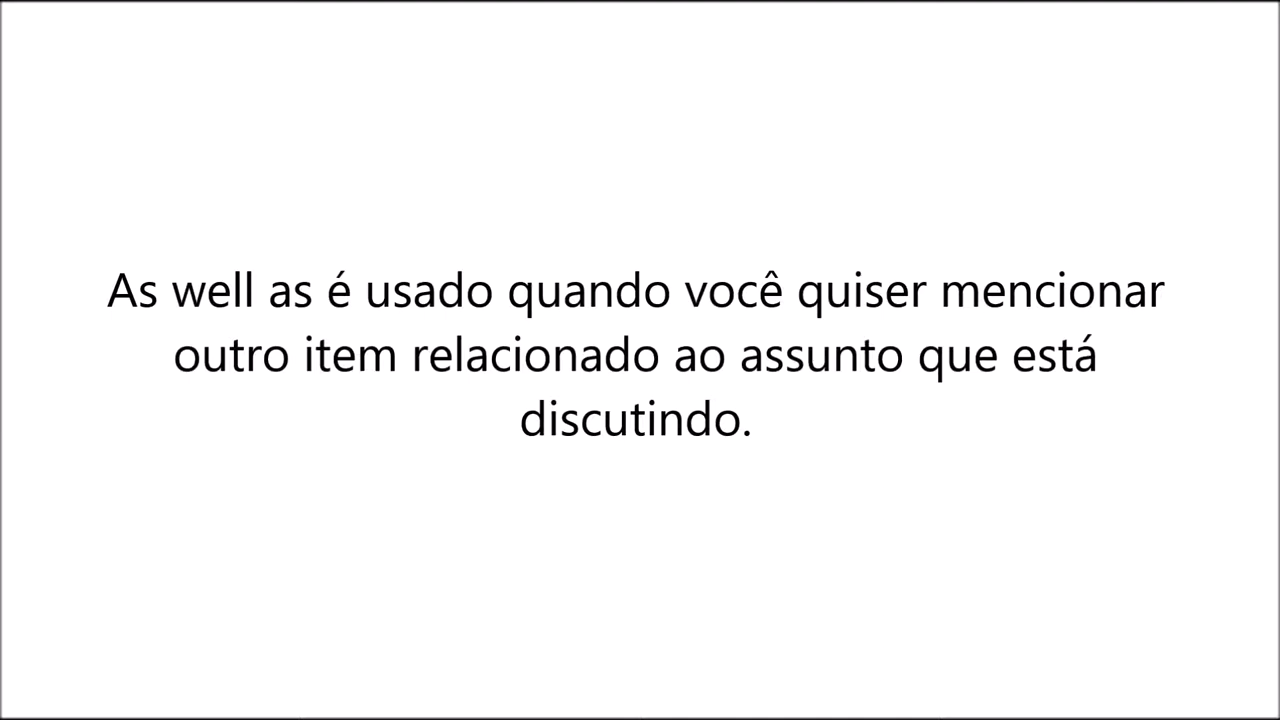 As well as é usado quando você quiser mencionar
outro item relacionado ao assunto que está
discutindo.